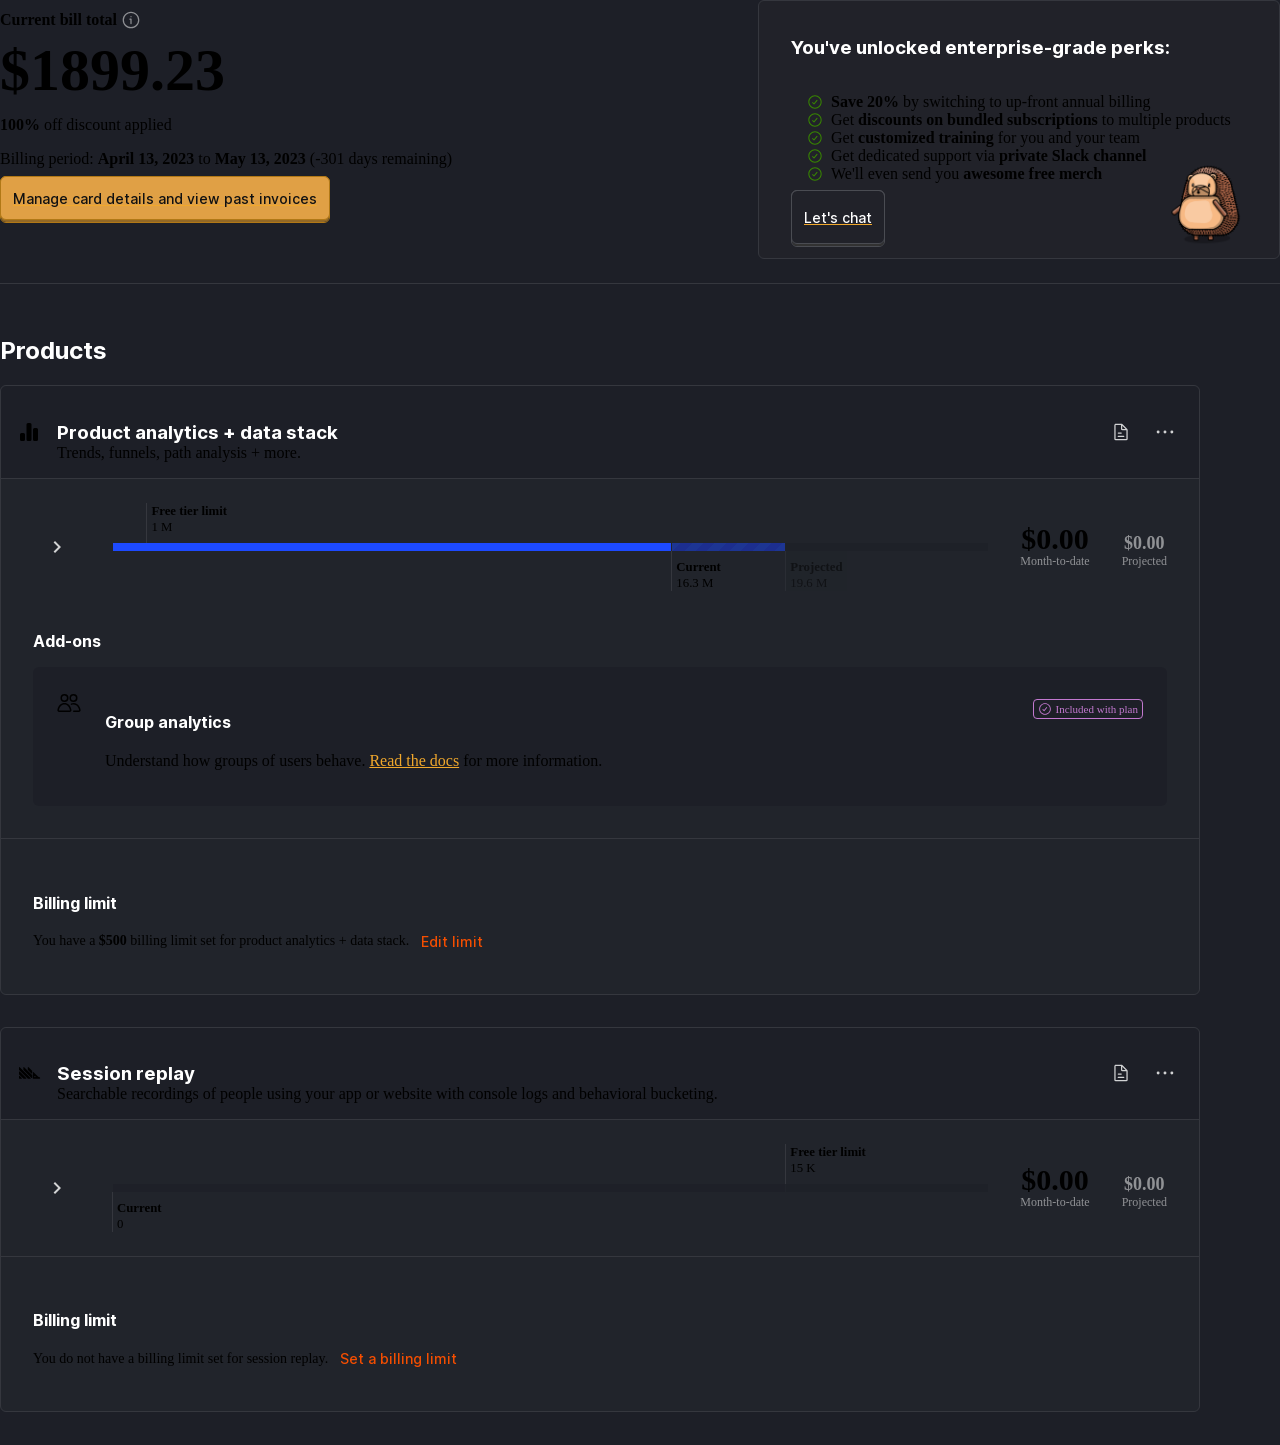 Current bill total
$1899.23
100% off discount applied
Billing period: April 13, 2023 to May 13, 2023 (-301 days remaining)
Manage card details and view past invoices
You've unlocked enterprise-grade perks:
Save 20% by switching to up-front annual billing
Get discounts on bundled subscriptions to multiple products
Get customized training for you and your team
Get dedicated support via private Slack channel
We'll even send you awesome free merch
Let's chat
Products
Product analytics + data stack
Trends, funnels, path analysis + more.
Free tier limit
1 M
Current
16.3 M
Projected
19.6 M
$0.00
Month-to-date
$0.00
Projected
Add-ons
Group analytics
Included with plan
Understand how groups of users behave. Read the docs for more information.
Billing limit
You have a $500 billing limit set for product analytics + data stack. Edit limit
Session replay
Searchable recordings of people using your app or website with console logs and behavioral bucketing.
Free tier limit
15 K
Current
0
$0.00
Month-to-date
$0.00
Projected
Billing limit
You do not have a billing limit set for session replay. Set a billing limit